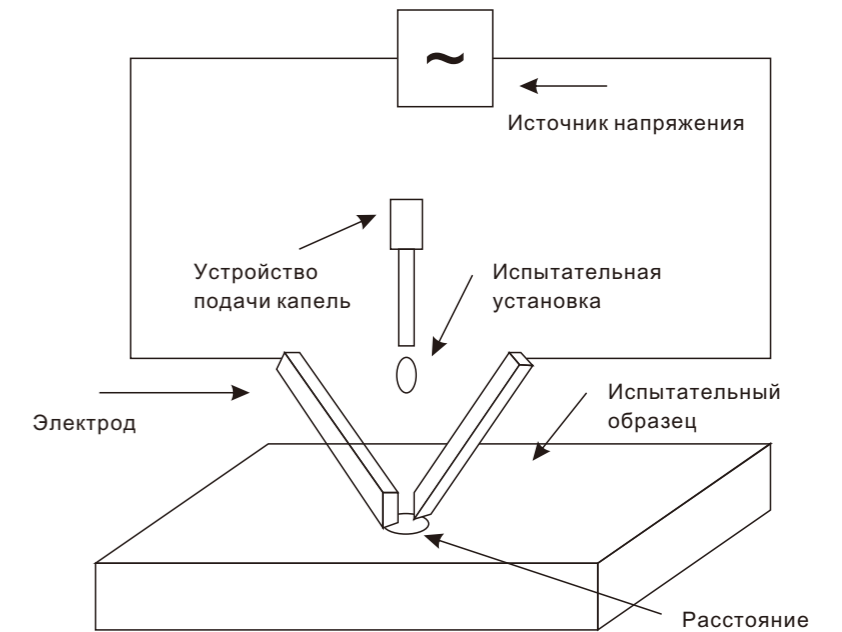 ~
Источник напряжения
Устройство
подачи капель
Испытательная
установка
Испытательный
образец
Электрод
Расстояние